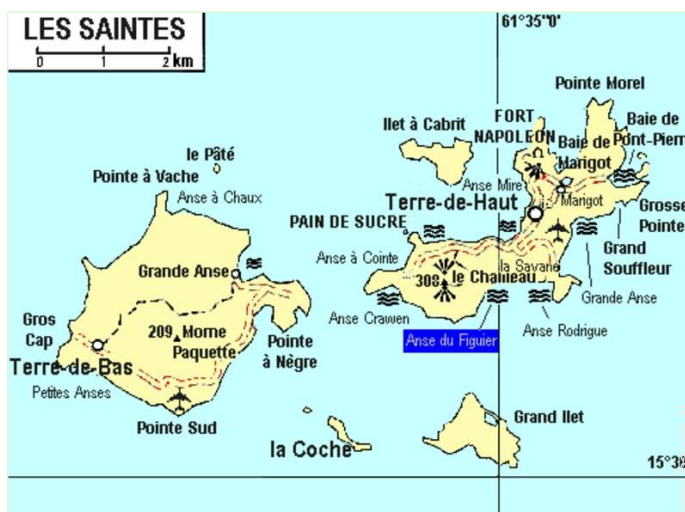 LES SAINTES
0 1 2 km
61°35"0'
Pointe Morel
FORT
NAPOLEON
Baie de
Pont-Pierre
Ilet à Cabrit
Baie de
Marigot
le Pâté
Pointe à Vache
Anse Mire
Anse à Chaux
Terre-de-Haut
Marigot
Grosse
Pointe
PAIN DE SUCRE
Grand
Souffleur
Anse à Cointe
la Savane
Grande Anse
308
le Chameau
Grande Anse
Gros
Cap
209 Morne
Paquette
Anse Crawen
Anse Rodrigue
Pointe
à Nègre
Anse du Figuier
Terre-de-Bas
Petites Anses
Pointe Sud
Grand Ilet
la Coche